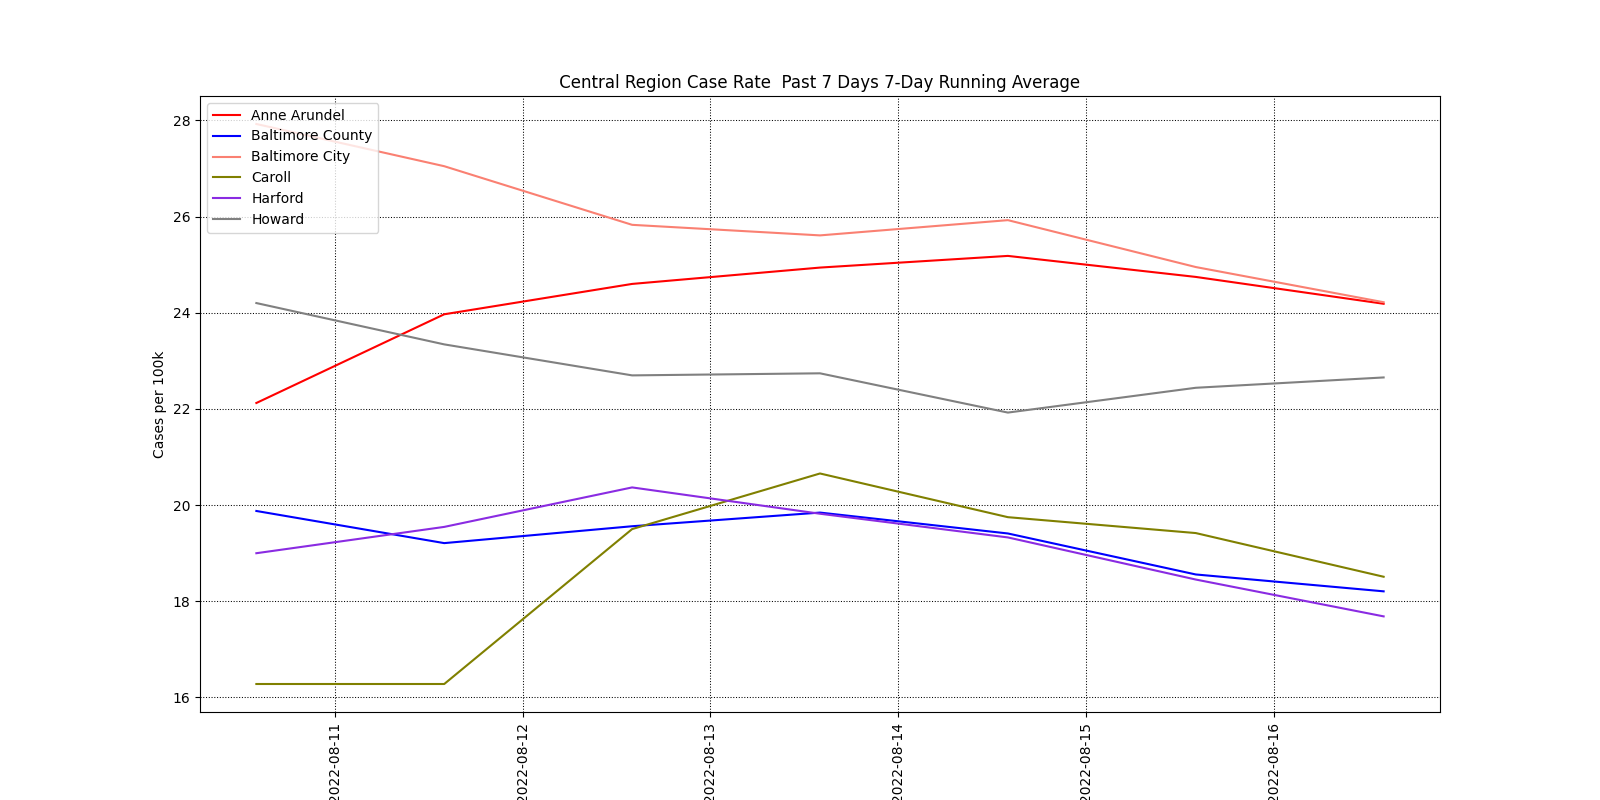 Central Region Case Rate  Past 7 Days 7-Day Running Average
Anne Arundel
Baltimore County
Baltimore City
Caroll
Harford
Howard
Cases per 100k
28
26
24
22
20
18
16
2022-08-11
2022-08-12
2022-08-13
2022-08-14
2022-08-15
2022-08-16